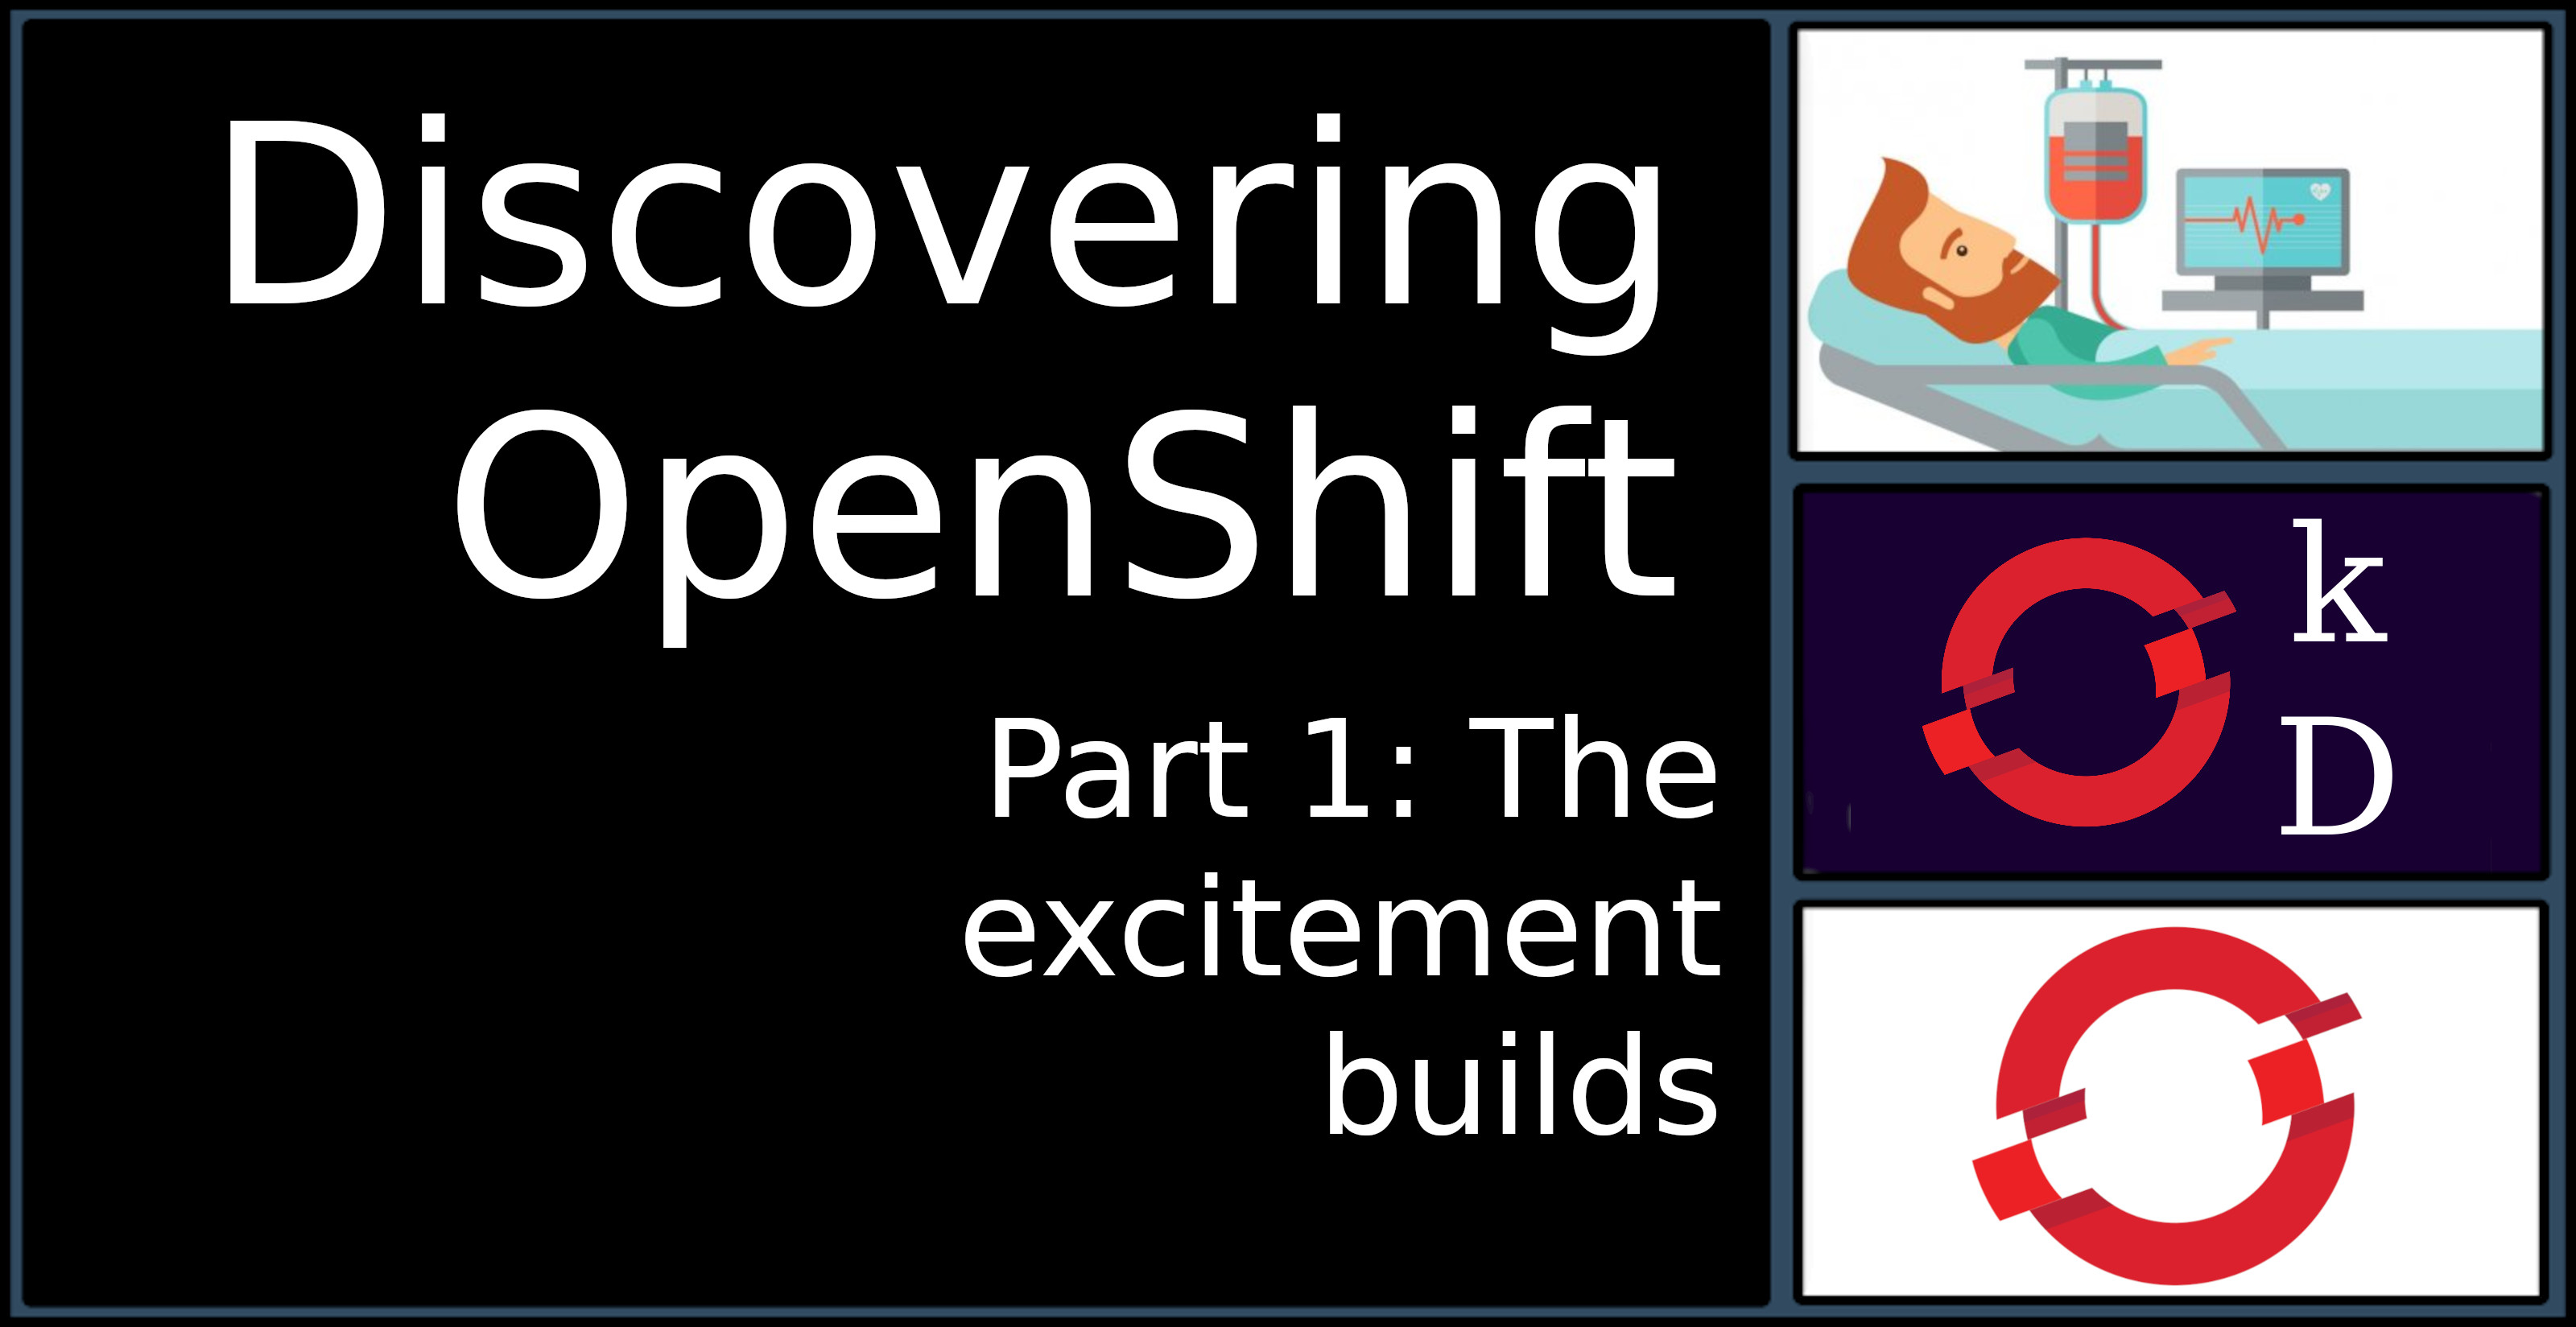 Discovering
OpenShift
Part 1: The
excitement
builds
k
D